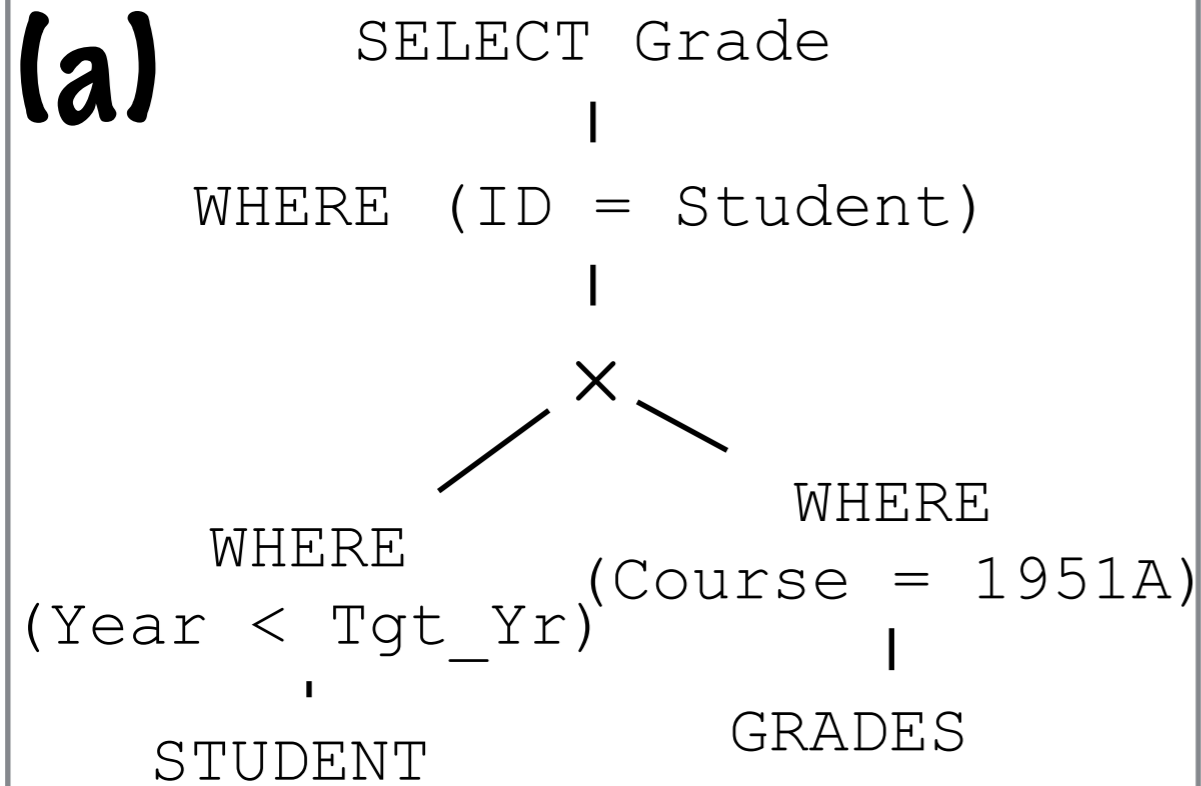 (a)
SELECT Grade
WHERE (ID = Student)
×
WHERE
(Year < Tgt_Yr)
STUDENT
WHERE
(Course = 1951A)
GRADES